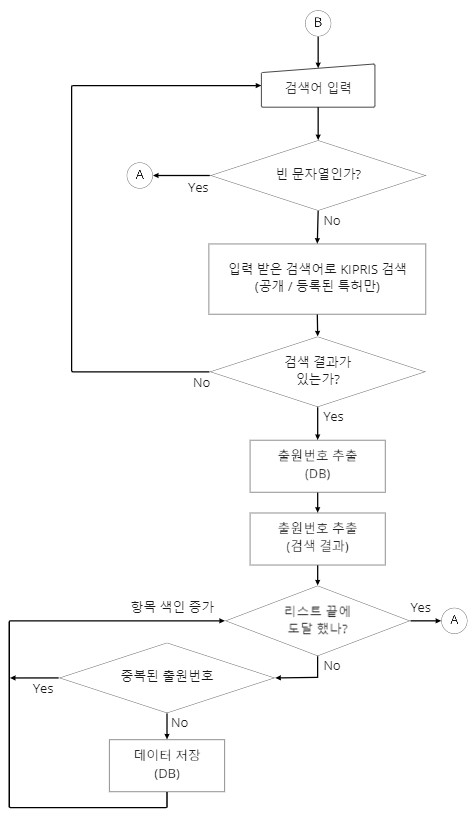 B
검색어 입력
빈 문자열인가?
A
Yes
No
입력 받은 검색어로 KIPRIS 검색
(공개 / 등록된 특허만)
검색 결과가
있는가?
No
Yes
출원번호 추출
(DB)
출원번호 추출
(검색 결과)
항목 색인 증가
리스트 끝에
도달 했나?
Yes
A
No
중복된 출원번호
Yes
No
데이터 저장
(DB)